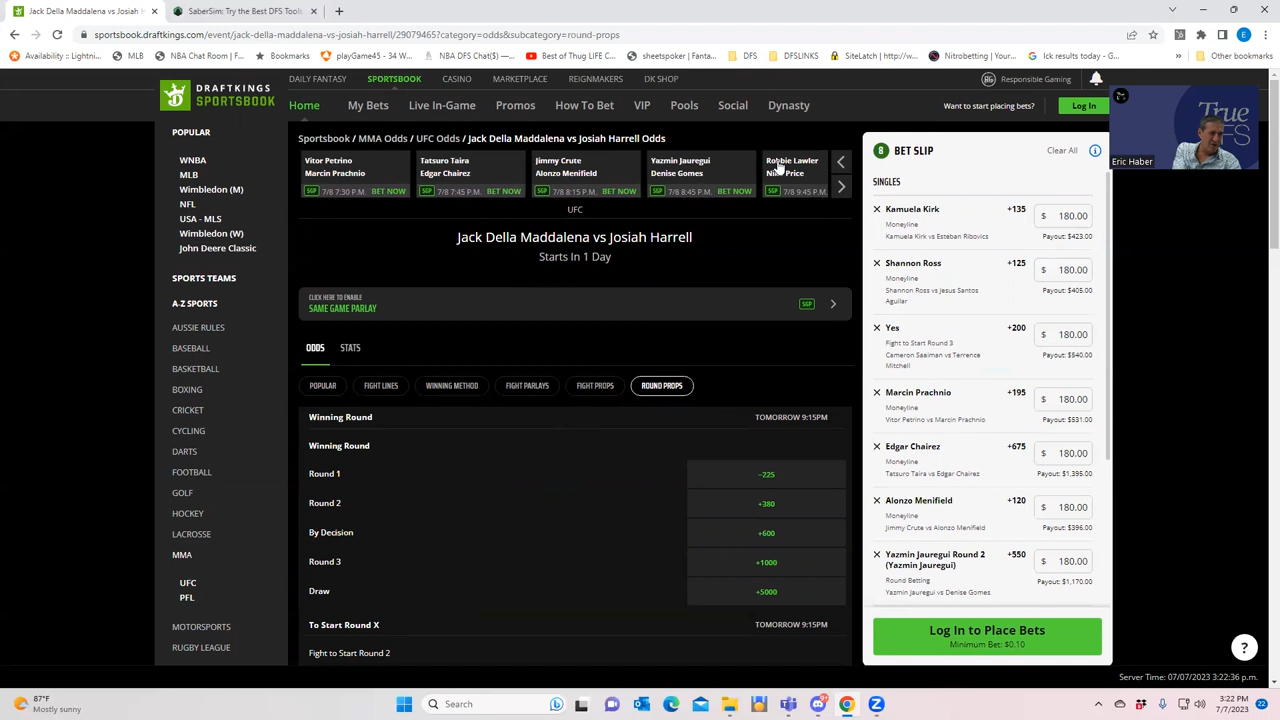 Jack Della Maddalena vs Josiah H
SaberSim: Try the Best DFS Tools
sportsbook.draftkings.com/event/jack-della-maddalena-vs-josiah-harrell/29079465?category=odds&subcategory=round-props
Availability : Lightni...
MLB
NBA Chat Room / F...
Bookmarks
playGame45 - 34 W...
NBA DFS CO($) -...
Best of Thug LIFE C...
sheetspoker - Twitch
DFS
DFSLINKS
SiteLatch | http://w...
Nitrobetting | Your...
Ick results today - G...
Other bookmarks
DAILY FANTASY SPORTSBOOK CASINO MARKETPLACE REIGNMAKERS DK SHOP
RG Responsible Gaming
DRAFTKINGS
SPORTSBOOK
Home My Bets Live In-Game Promos How To Bet VIP Pools Social Dynasty
Want to start placing bets?
Log In
True
Eric Haber
POPULAR
WNBA
MLB
Wimbledon (M)
NFL
USA - MLS
Wimbledon (W)
John Deere Classic
SPORTS TEAMS
A-Z SPORTS
AUSSIE RULES
BASEBALL
BASKETBALL
BOXING
CRICKET
CYCLING
DARTS
FOOTBALL
GOLF
HOCKEY
LACROSSE
MMA
UFC
PFL
MOTORSPORTS
RUGBY LEAGUE
Sportsbook / MMA Odds / UFC Odds / Jack Della Maddalena vs Josiah Harrell Odds
Vitor Petrino
Marcin Prachnio
SGP 7/8 7:30 P.M. BET NOW
Tatsuro Taira
Edgar Chairez
SGP 7/8 7:45 P.M. BET NOW
Jimmy Crute
Alonzo Menifield
SGP 7/8 8:15 P.M. BET NOW
Yazmin Jauregui
Denise Gomes
SGP 7/8 8:45 P.M. BET NOW
Robbie Lawler
Niko Price
SGP 7/8 9:45 P.M.
UFC
Jack Della Maddalena vs Josiah Harrell
Starts In 1 Day
CLICK HERE TO ENABLE
SAME GAME PARLAY
SGP
ODDS STATS
POPULAR FIGHT LINES WINNING METHOD FIGHT PARLAYS FIGHT PROPS ROUND PROPS
Winning Round TOMORROW 9:15PM
Winning Round
Round 1 −225
Round 2 +380
By Decision +600
Round 3 +1000
Draw +5000
To Start Round X TOMORROW 9:15PM
Fight to Start Round 2
8 BET SLIP Clear All
SINGLES
Kamuela Kirk +135 $ 180.00
Moneyline
Kamuela Kirk vs Esteban Ribovics Payout: $423.00
Shannon Ross +125 $ 180.00
Moneyline
Shannon Ross vs Jesus Santos Payout: $405.00
Aguilar
Yes +200 $ 180.00
Fight to Start Round 3
Cameron Saaiman vs Terrence Payout: $540.00
Mitchell
Marcin Prachnio +195 $ 180.00
Moneyline
Vitor Petrino vs Marcin Prachnio Payout: $531.00
Edgar Chairez +675 $ 180.00
Moneyline
Tatsuro Taira vs Edgar Chairez Payout: $1,395.00
Alonzo Menifield +120 $ 180.00
Moneyline
Jimmy Crute vs Alonzo Menifield Payout: $396.00
Yazmin Jauregui Round 2 +550 $ 180.00
(Yazmin Jauregui)
Round Betting Payout: $1,170.00
Yazmin Jauregui vs Denise Gomes
Log In to Place Bets
Minimum Bet: $0.10
?
Server Time: 07/07/2023 3:22:36 p.m.
87°F
Mostly sunny
Search
3:22 PM
7/7/2023
22